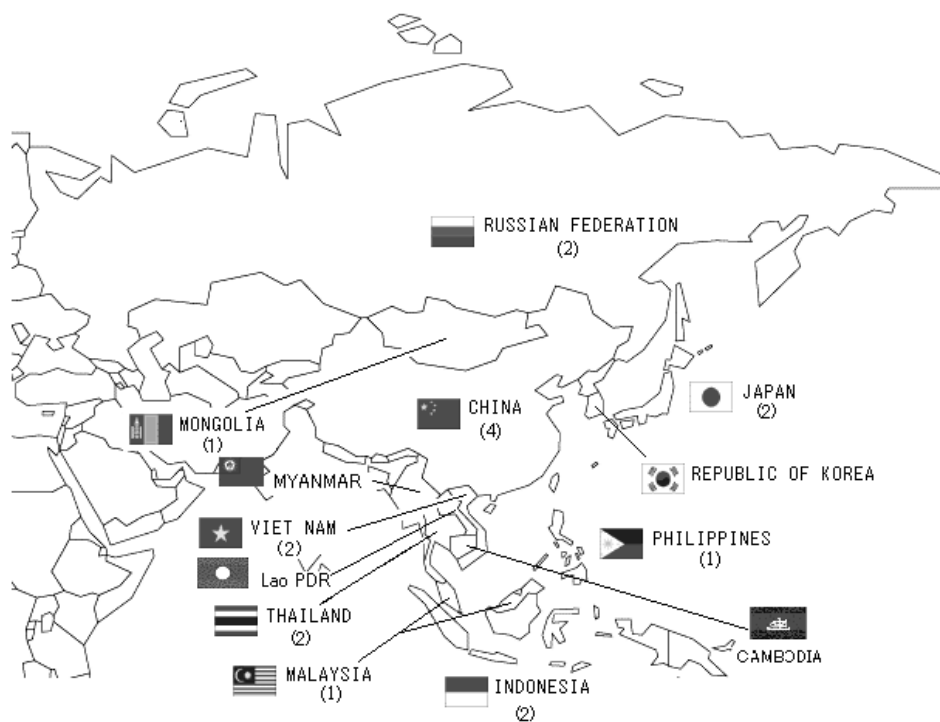 RUSSIAN FEDERATION
(2)
JAPAN
(2)
CHINA
(4)
MONGOLIA
(1)
REPUBLIC OF KOREA
MYANMAR
VIET NAM
(2)
PHILIPPINES
(1)
Lao PDR
THAILAND
(2)
CAMBODIA
MALAYSIA
(1)
INDONESIA
(2)